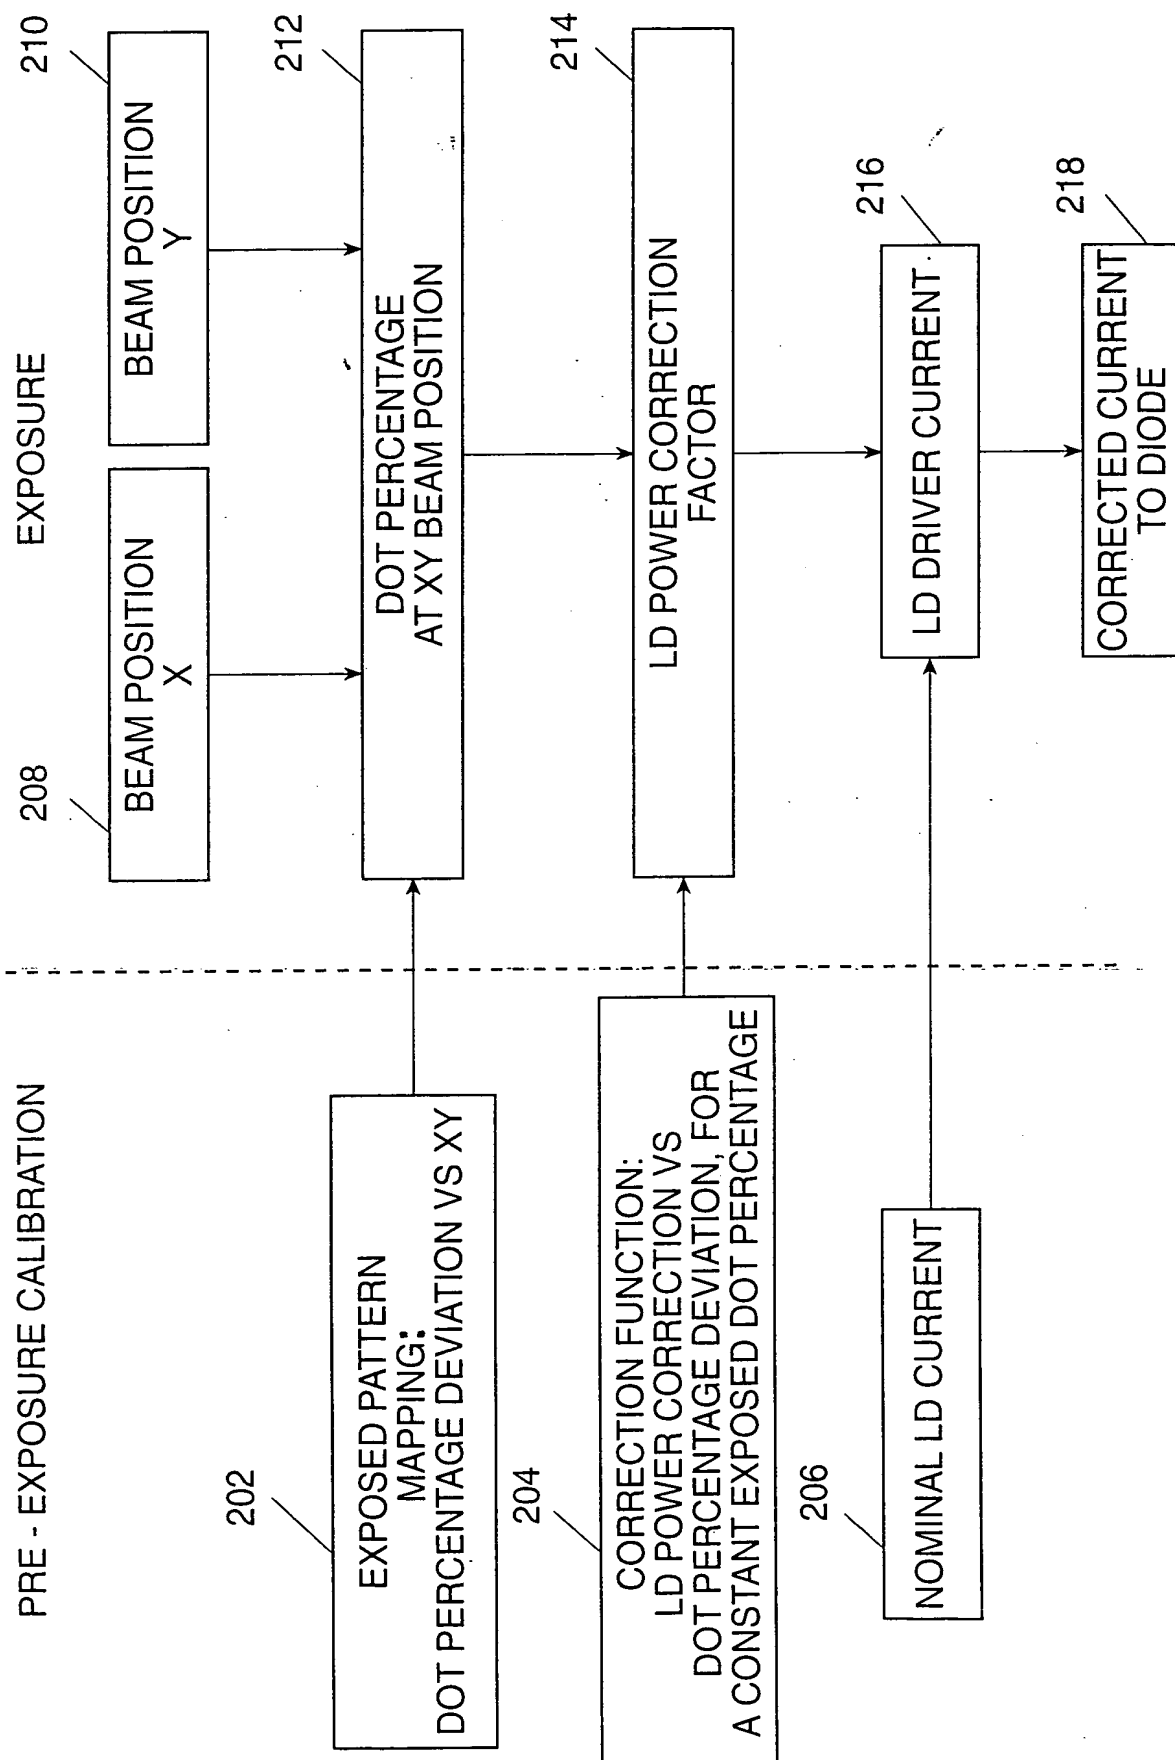 PRE - EXPOSURE CALIBRATION
202
EXPOSED PATTERN
MAPPING:
DOT PERCENTAGE DEVIATION VS XY
204
CORRECTION FUNCTION:
LD POWER CORRECTION VS
DOT PERCENTAGE DEVIATION, FOR
A CONSTANT EXPOSED DOT PERCENTAGE
206
NOMINAL LD CURRENT
EXPOSURE
208
BEAM POSITION
X
210
BEAM POSITION
Y
212
DOT PERCENTAGE
AT XY BEAM POSITION
214
LD POWER CORRECTION
FACTOR
216
LD DRIVER CURRENT
218
CORRECTED CURRENT
TO DIODE